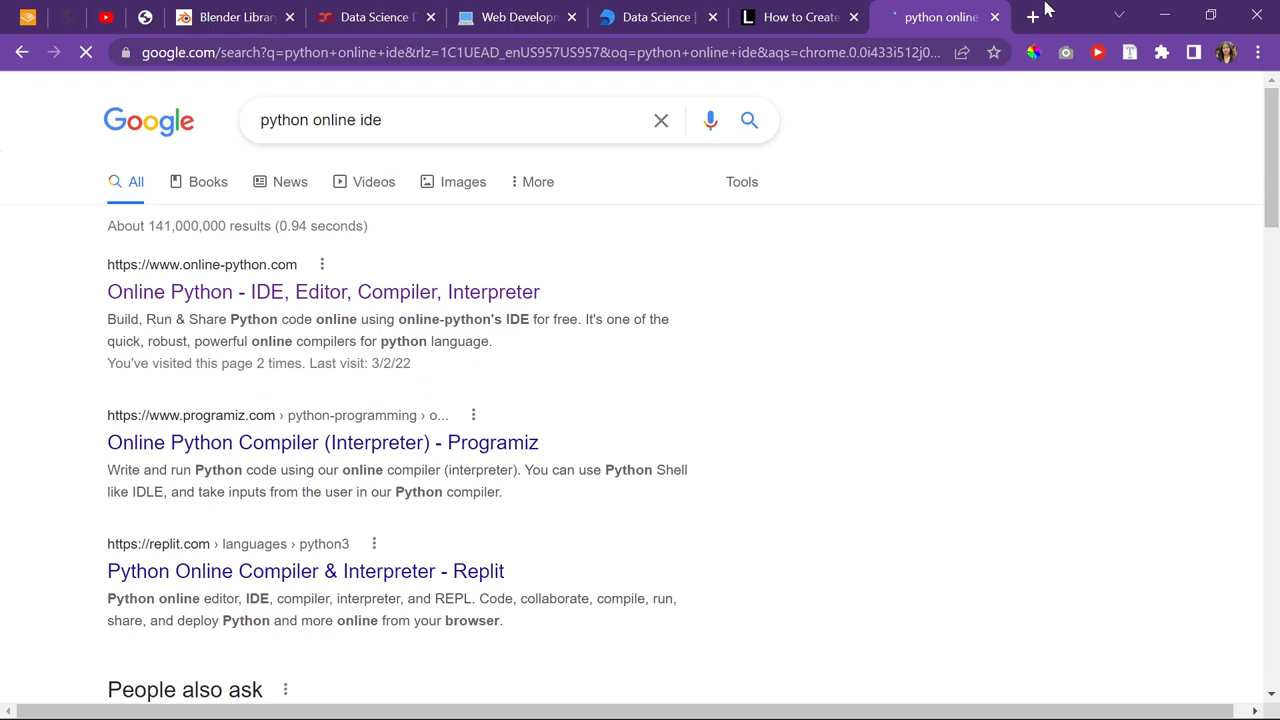 Blender Library
Data Science D
Web Developm
Data Science |
How to Create
python online
google.com/search?q=python+online+ide&rlz=1C1UEAD_enUS957US957&oq=python+online+ide&aqs=chrome.0.0i433i512j0...
Google
python online ide
All
Books
News
Videos
Images
More
Tools
About 141,000,000 results (0.94 seconds)
https://www.online-python.com
Online Python - IDE, Editor, Compiler, Interpreter
Build, Run & Share Python code online using online-python's IDE for free. It's one of the
quick, robust, powerful online compilers for python language.
You've visited this page 2 times. Last visit: 3/2/22
https://www.programiz.com › python-programming › o...
Online Python Compiler (Interpreter) - Programiz
Write and run Python code using our online compiler (interpreter). You can use Python Shell
like IDLE, and take inputs from the user in our Python compiler.
https://replit.com › languages › python3
Python Online Compiler & Interpreter - Replit
Python online editor, IDE, compiler, interpreter, and REPL. Code, collaborate, compile, run,
share, and deploy Python and more online from your browser.
People also ask